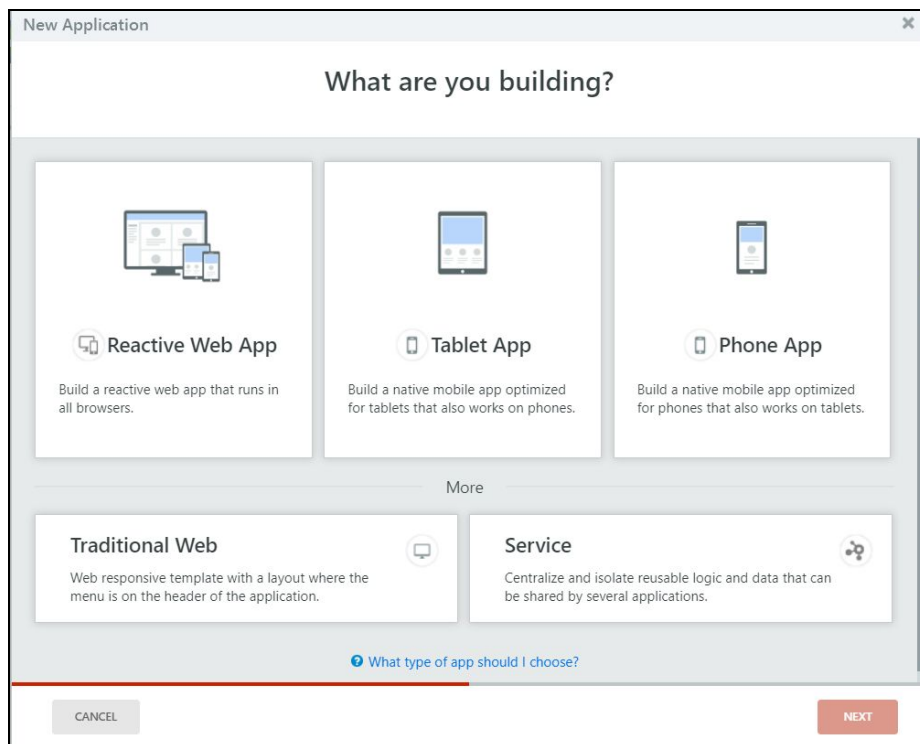 New Application
What are you building?
Reactive Web App
Build a reactive web app that runs in
all browsers.
Tablet App
Build a native mobile app optimized
for tablets that also works on phones.
Phone App
Build a native mobile app optimized
for phones that also works on tablets.
More
Traditional Web
Web responsive template with a layout where the
menu is on the header of the application.
Service
Centralize and isolate reusable logic and data that can
be shared by several applications.
What type of app should I choose?
CANCEL
NEXT